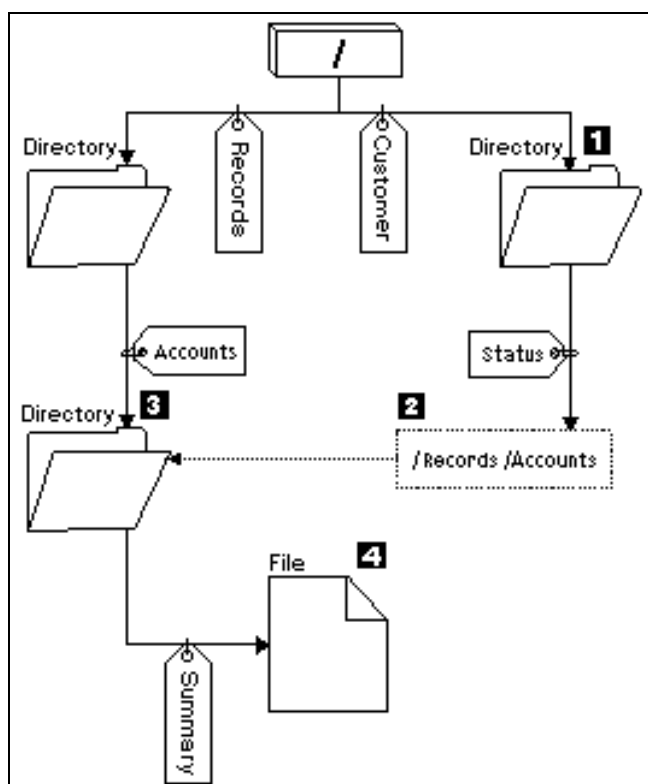 /
Directory
Records
Customer
Directory
1
Accounts
Status
Directory
3
2
/Records /Accounts
File
4
Summary